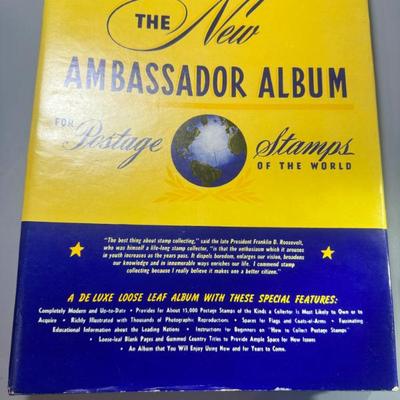 THE New
AMBASSADOR ALBUM
FOR Postage Stamps
OF THE WORLD
"The best thing about stamp collecting," said the late President Franklin D. Roosevelt,
who was himself a life-long stamp collector, "is that the enthusiasm which it arouses
in youth increases as the years pass. It dispels boredom, enlarges our vision, broadens
our knowledge and in innumerable ways enriches our life. I commend stamp
collecting because I really believe it makes one a better citizen."
A DE LUXE LOOSE LEAF ALBUM WITH THESE SPECIAL FEATURES:
Completely Modern and Up-to-Date • Provides for About 15,000 Postage Stamps of the Kinds a Collector is Most Likely to Own or to
Acquire • Richly Illustrated with Thousands of Photographic Reproductions • Spaces for Flags and Coats-of-Arms • Fascinating
Educational Information about the Leading Nations • Instructions for Beginners on "How to Collect Postage Stamps"
• Loose-leaf Blank Pages and Gummed Country Titles to Provide Ample Space for New Issues •
An Album that You Will Enjoy Using Now and for Years to Come.